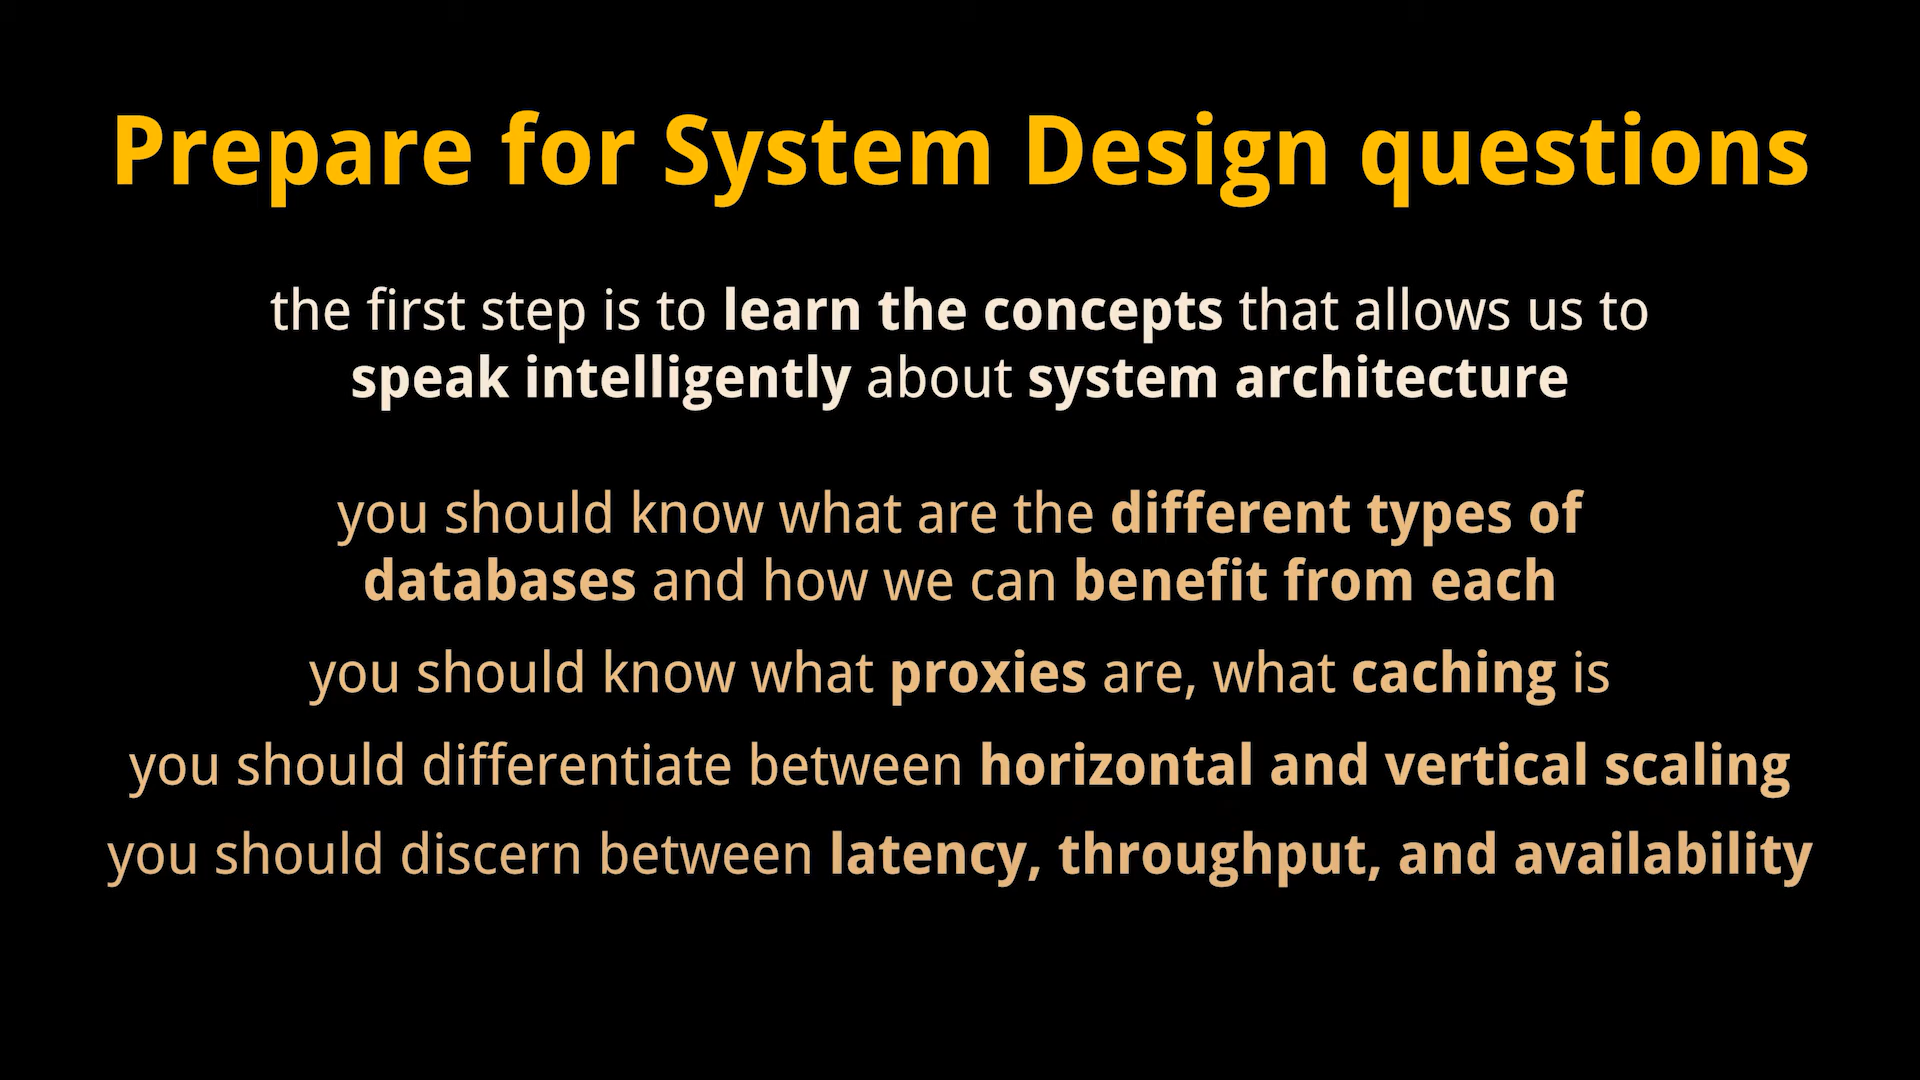 Prepare for System Design questions
the first step is to learn the concepts that allows us to
speak intelligently about system architecture
you should know what are the different types of
databases and how we can benefit from each
you should know what proxies are, what caching is
you should differentiate between horizontal and vertical scaling
you should discern between latency, throughput, and availability